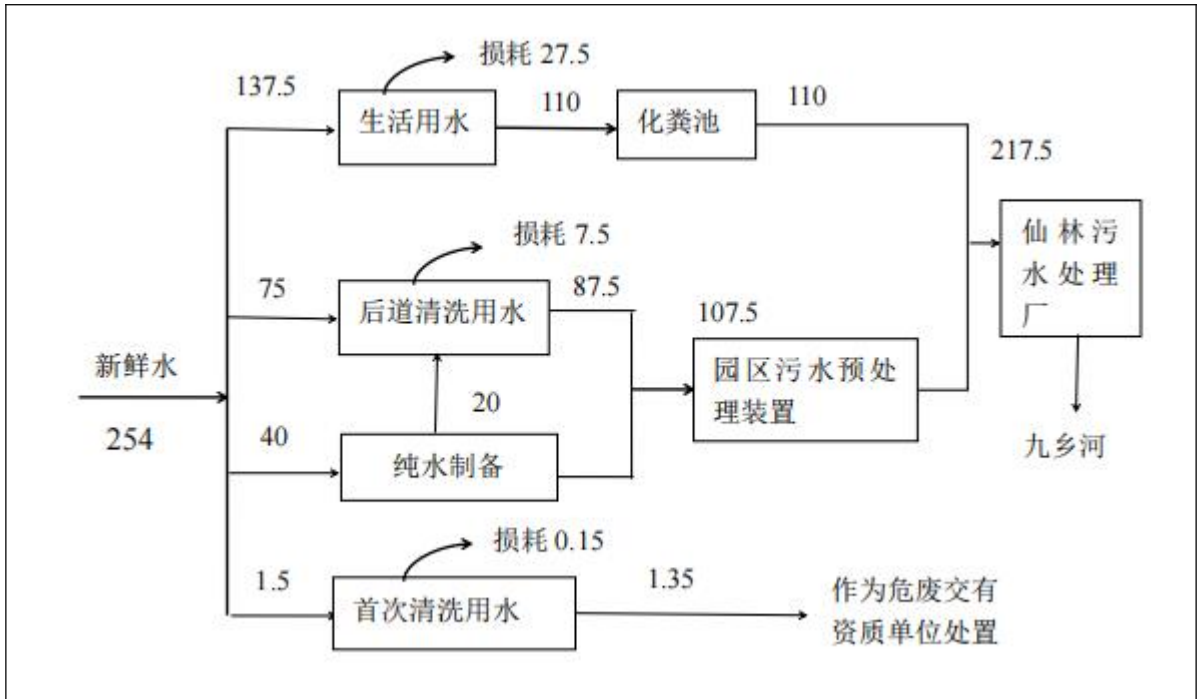 损耗 27.5
137.5
生活用水
110
化粪池
110
217.5
仙林污
水处理
厂
损耗 7.5
75
后道清洗用水
87.5
107.5
新鲜水
254
园区污水预处
理装置
20
40
纯水制备
九乡河
损耗 0.15
1.5
首次清洗用水
1.35
作为危废交有
资质单位处置